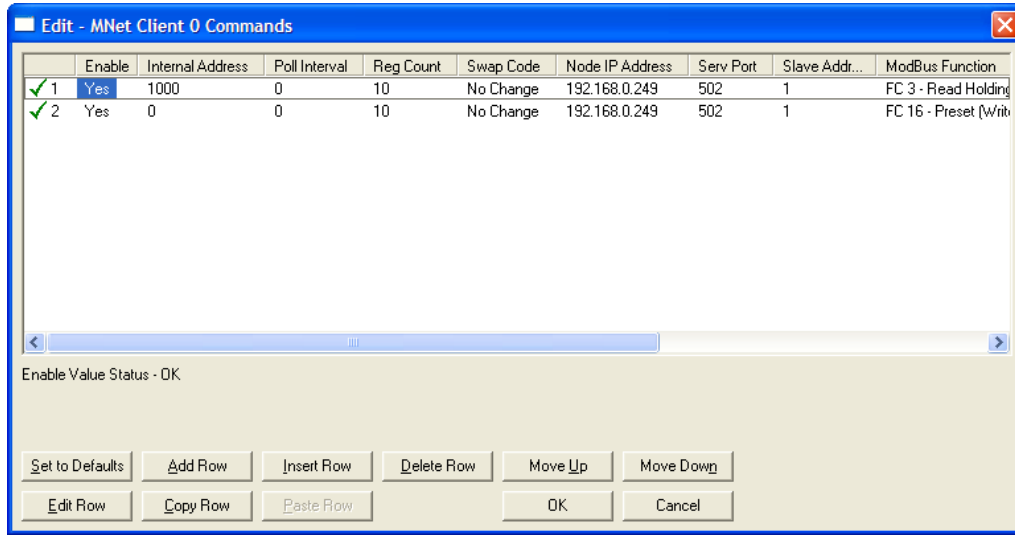 Edit - MNet Client 0 Commands
Enable Internal Address Poll Interval Reg Count Swap Code Node IP Address Serv Port Slave Addr... ModBus Function
1 Yes 1000 0 10 No Change 192.168.0.249 502 1 FC 3 - Read Holding
2 Yes 0 0 10 No Change 192.168.0.249 502 1 FC 16 - Preset (Writ
Enable Value Status - OK
Set to Defaults Add Row Insert Row Delete Row Move Up Move Down
Edit Row Copy Row Paste Row OK Cancel